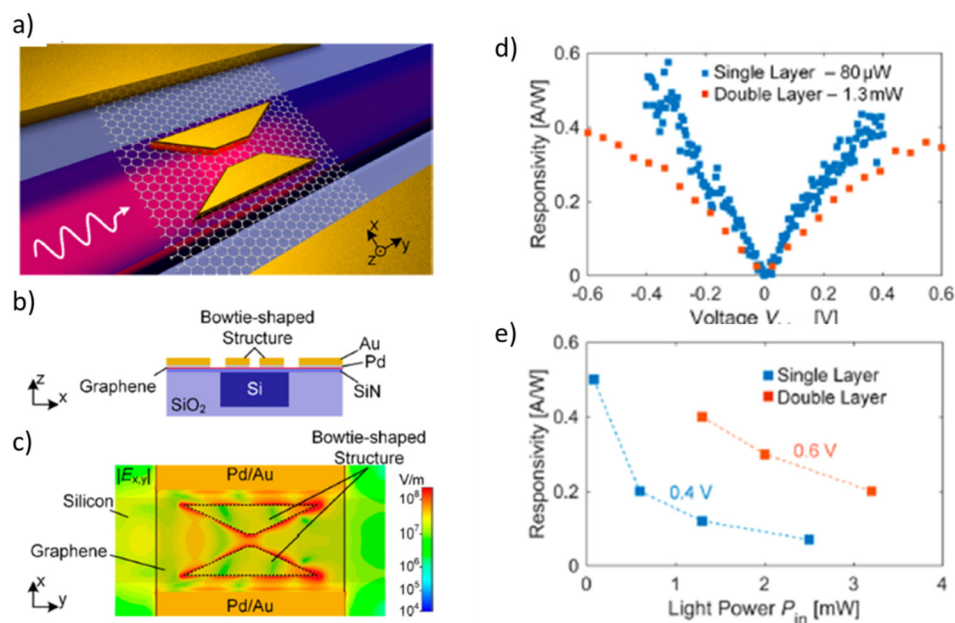 a)
x
y
z
b)
Bowtie-shaped
Structure
Au
Pd
Graphene
SiN
Si
SiO2
z
x
c)
Bowtie-shaped
Structure
|Ex,y|
Pd/Au
V/m
10^8
Silicon
10^7
10^6
Graphene
10^5
10^4
x
y
Pd/Au
d)
0.6
Single Layer – 80 µW
Double Layer – 1.3 mW
0.4
Responsivity [A/W]
0.2
0
-0.6 -0.4 -0.2 0 0.2 0.4 0.6
Voltage V [V]
e)
0.6
Single Layer
Double Layer
0.4
Responsivity [A/W]
0.6 V
0.2
0.4 V
0
0 1 2 3 4
Light Power Pin [mW]